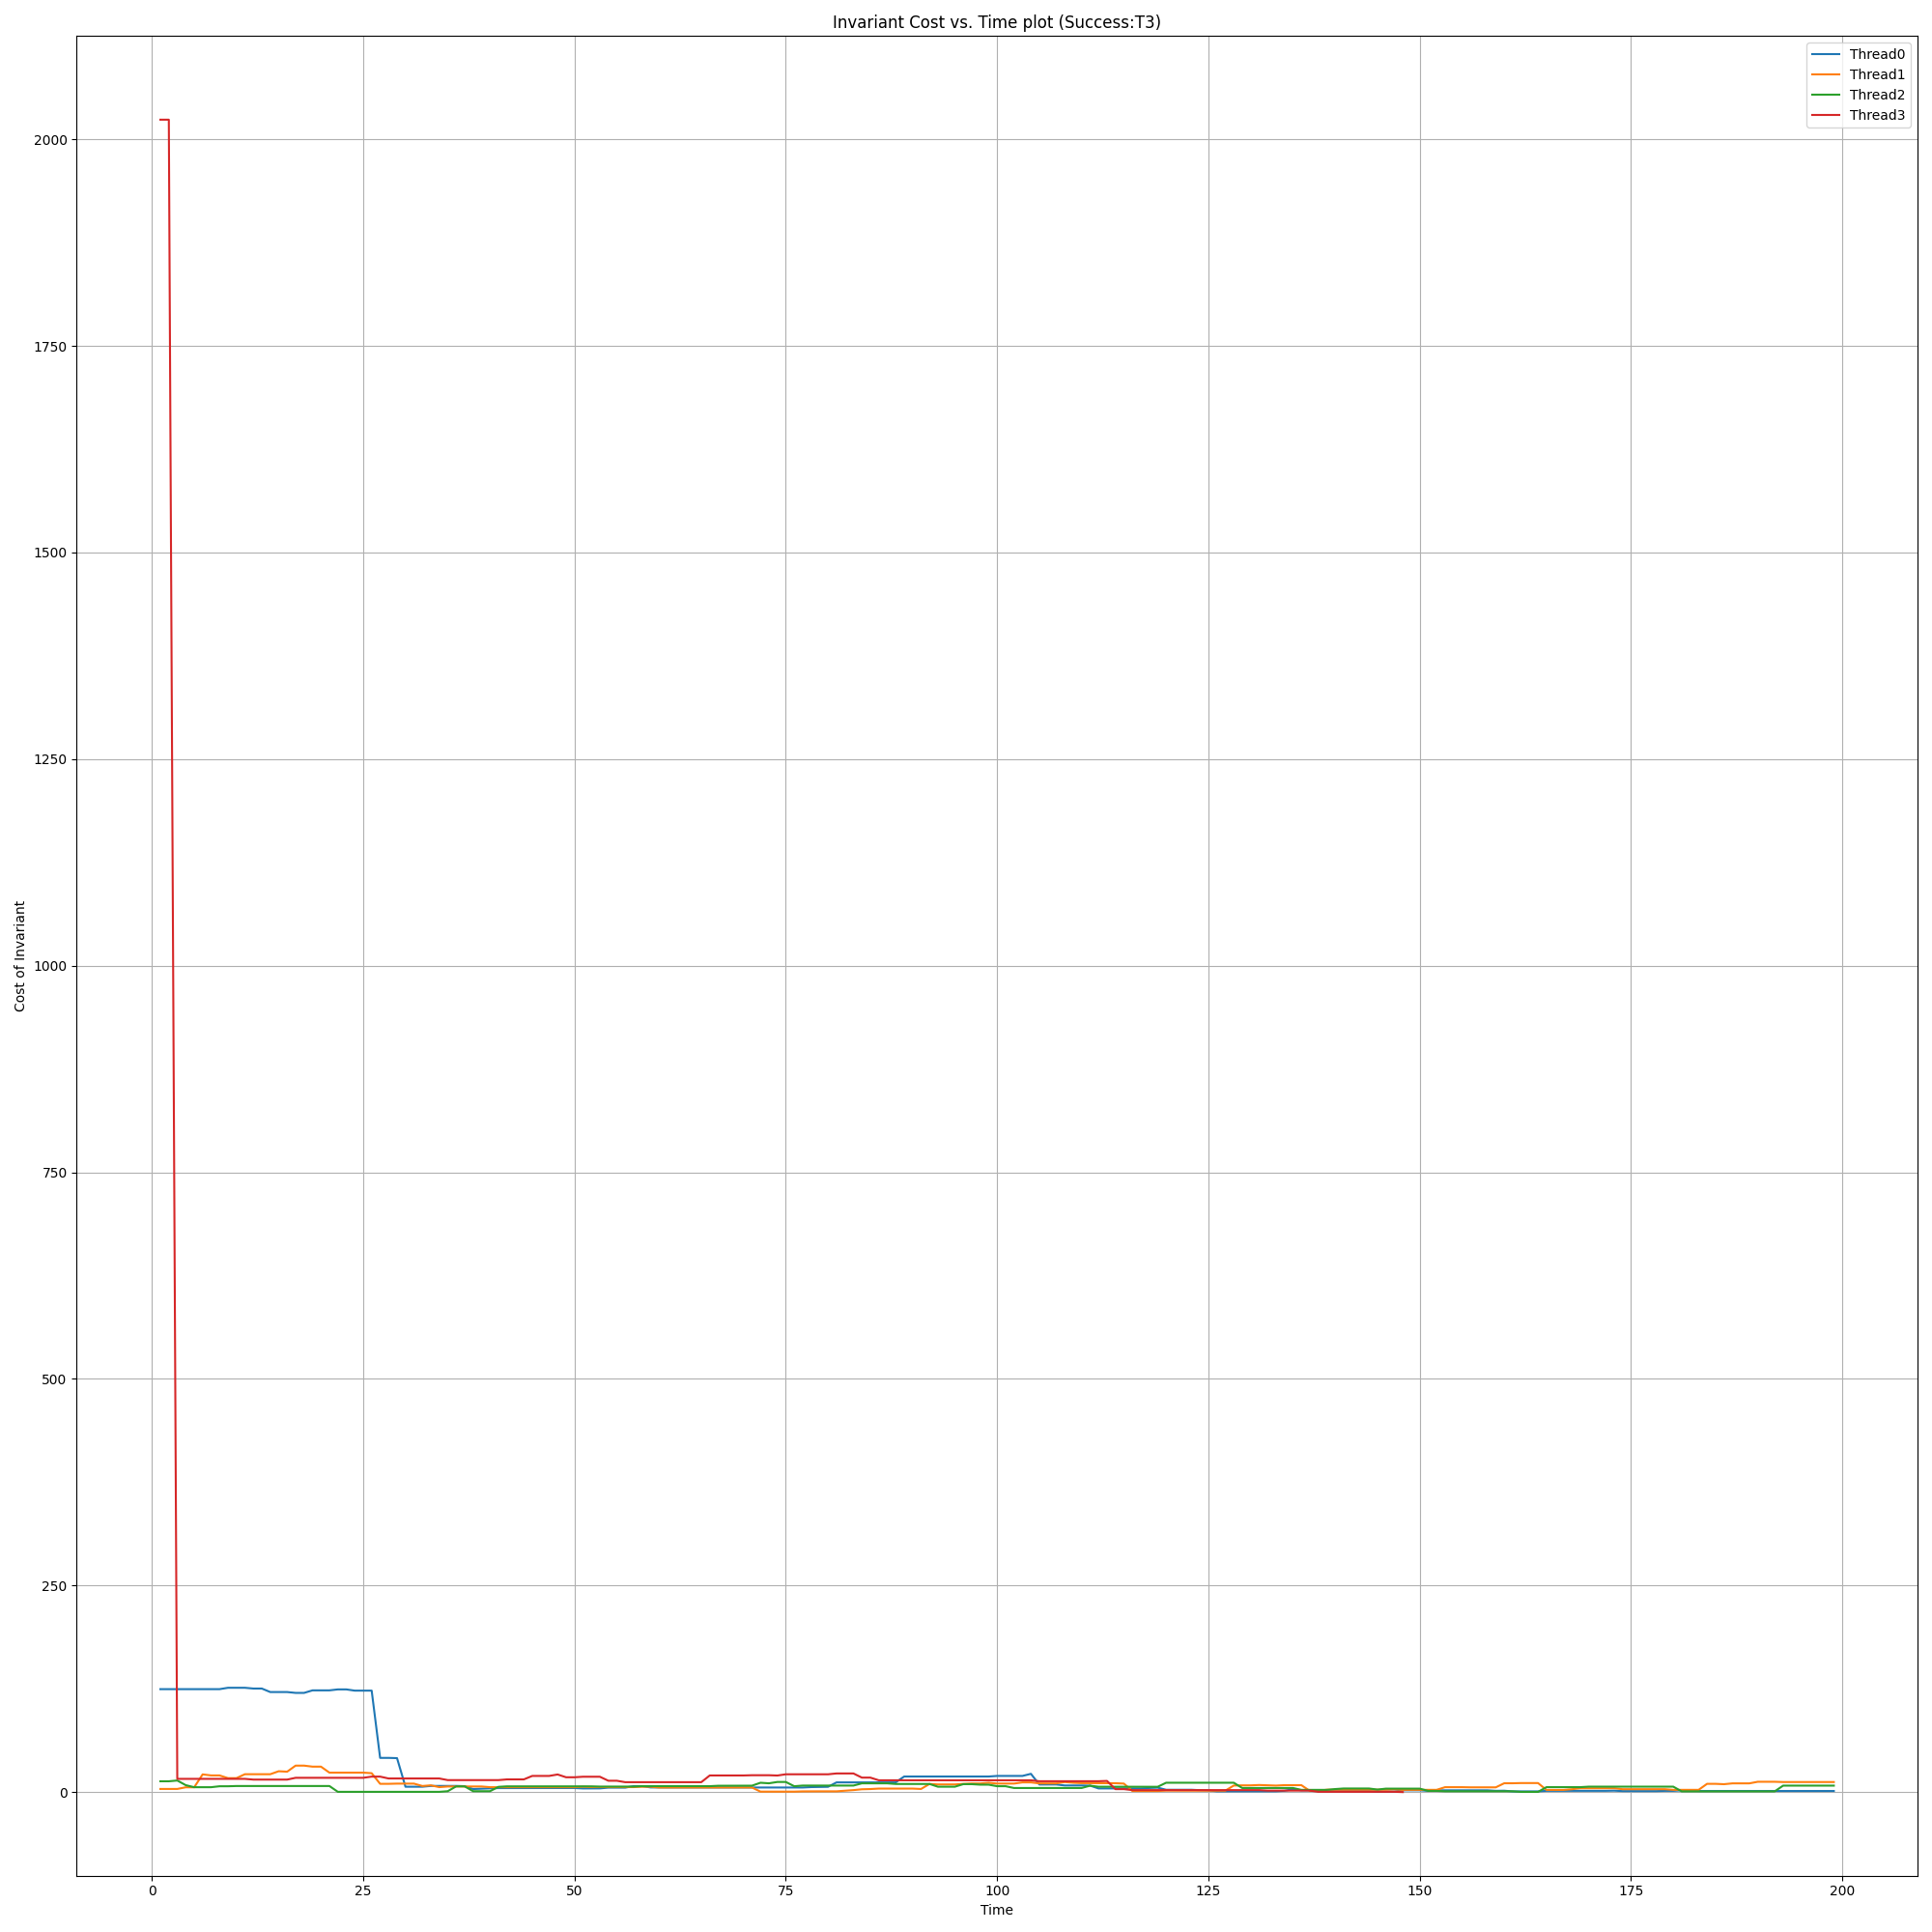 Invariant Cost vs. Time plot (Success:T3)
Thread0
Thread1
Thread2
Thread3
2000
1750
1500
1250
1000
750
500
250
0
Cost of Invariant
0 25 50 75 100 125 150 175 200
Time